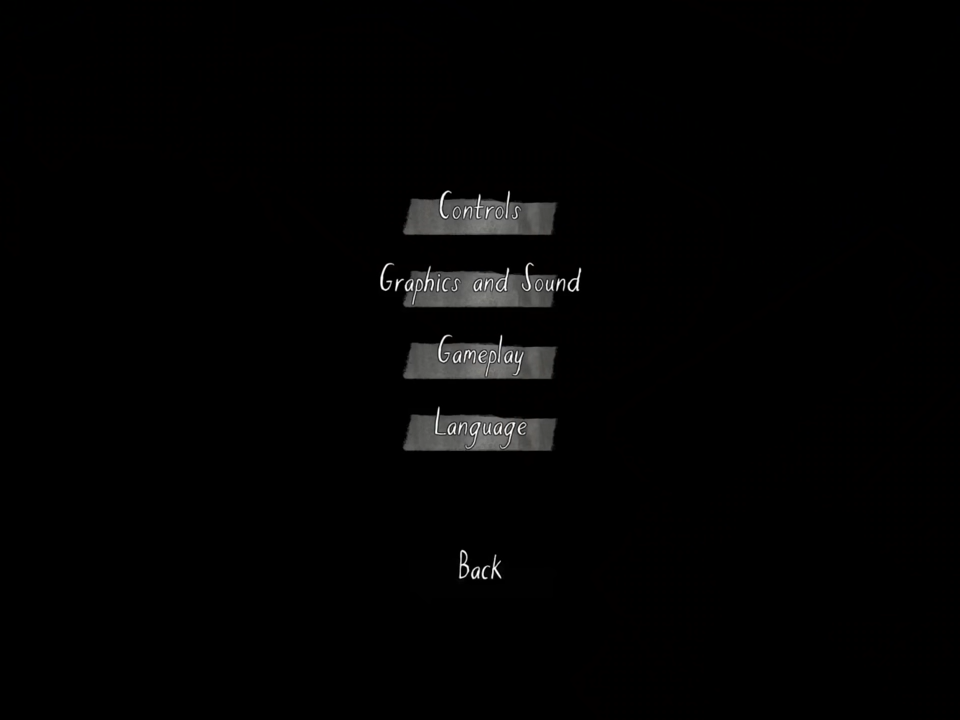 Controls
Graphics and Sound
Gameplay
Language
Back